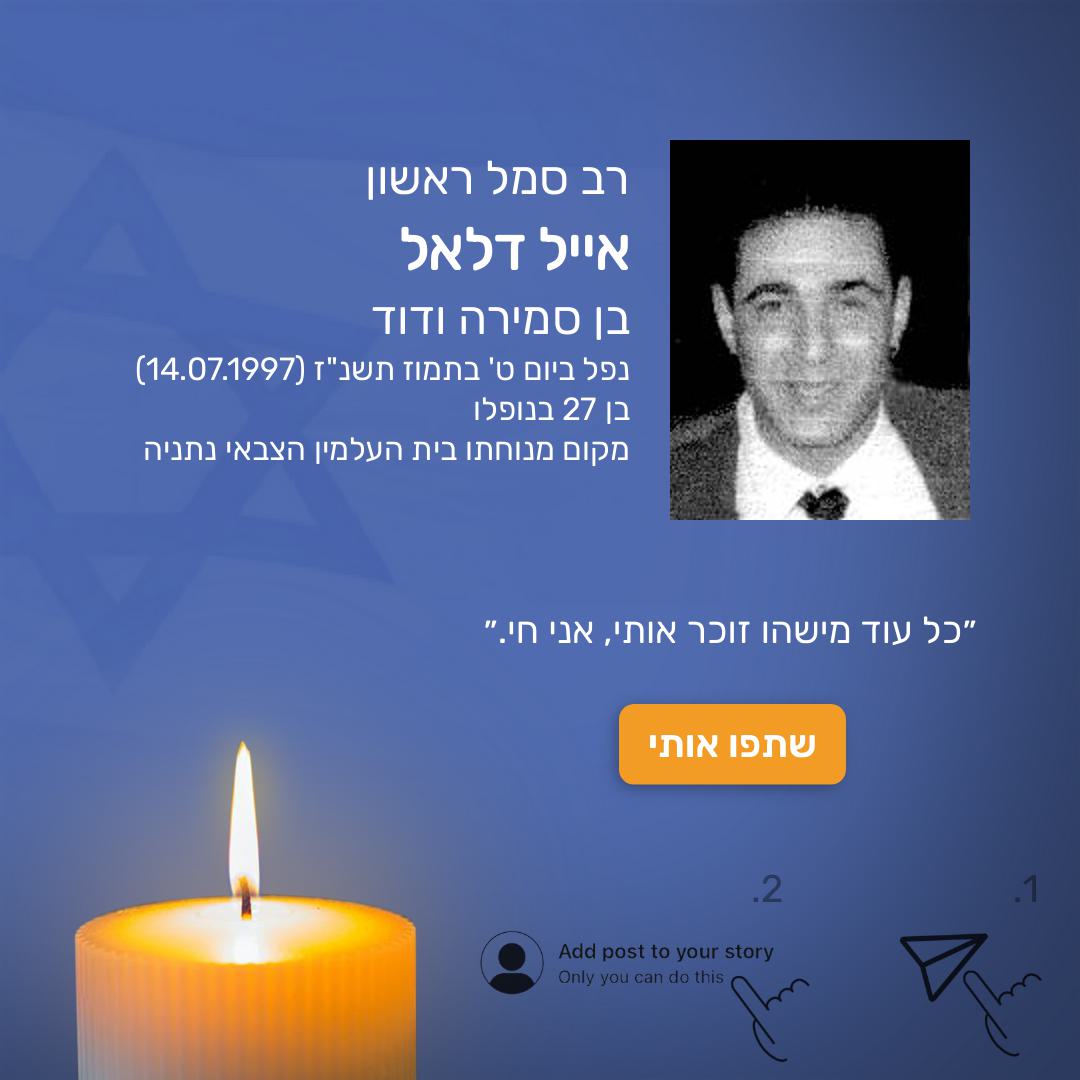 רב סמל ראשון
אייל דלאל
בן סמירה ודוד
נפל ביום ט' בתמוז תשנ"ז (14.07.1997)
בן 27 בנופלו
מקום מנוחתו בית העלמין הצבאי נתניה
״כל עוד מישהו זוכר אותי, אני חי.״
שתפו אותי
.1
.2
Add post to your story
Only you can do this